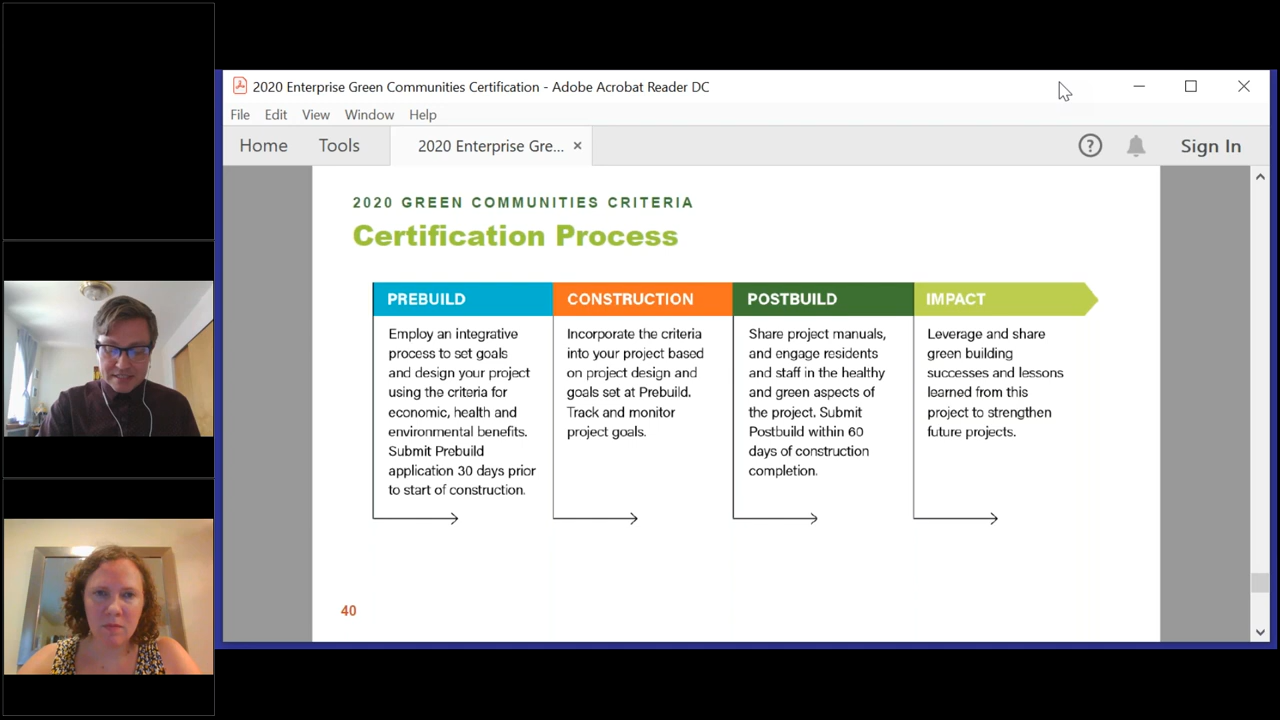 2020 Enterprise Green Communities Certification - Adobe Acrobat Reader DC
File Edit View Window Help
Home Tools 2020 Enterprise Gre... × ? Sign In
2020 GREEN COMMUNITIES CRITERIA
Certification Process
PREBUILD
Employ an integrative
process to set goals
and design your project
using the criteria for
economic, health and
environmental benefits.
Submit Prebuild
application 30 days prior
to start of construction.
CONSTRUCTION
Incorporate the criteria
into your project based
on project design and
goals set at Prebuild.
Track and monitor
project goals.
POSTBUILD
Share project manuals,
and engage residents
and staff in the healthy
and green aspects of
the project. Submit
Postbuild within 60
days of construction
completion.
IMPACT
Leverage and share
green building
successes and lessons
learned from this
project to strengthen
future projects.
40